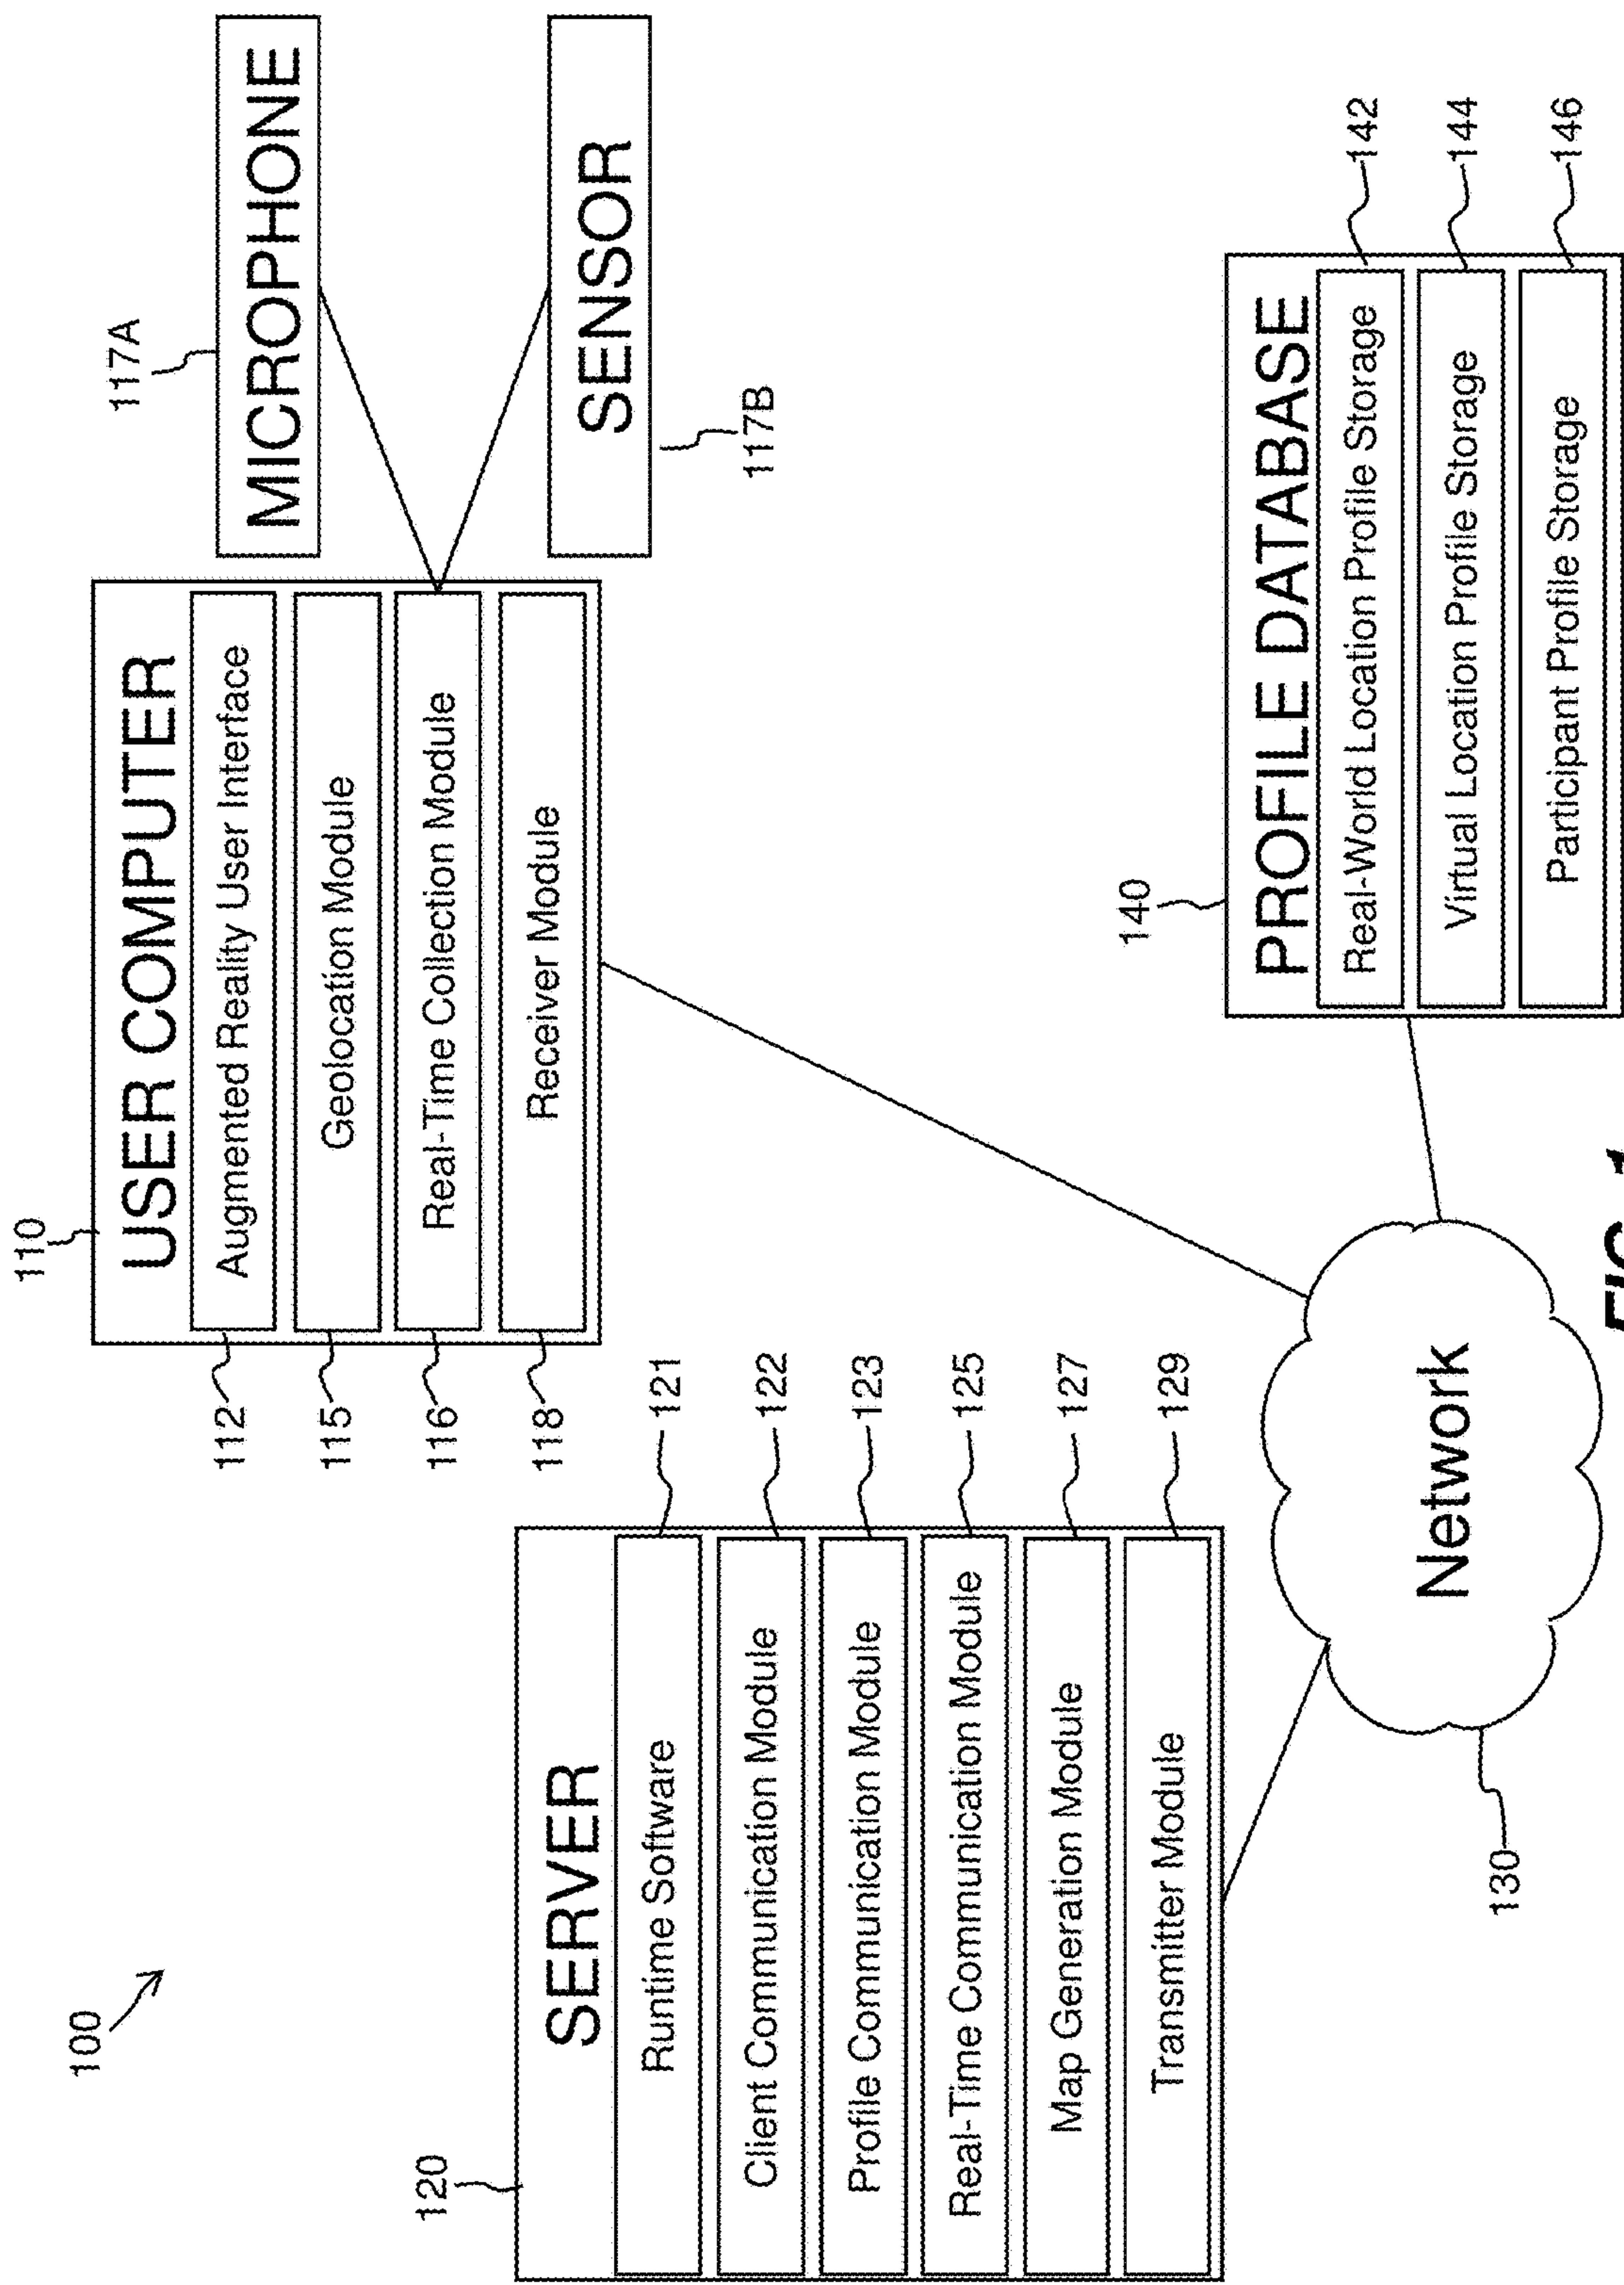 100
110
USER COMPUTER
112
Augmented Reality User Interface
115
Geolocation Module
116
Real-Time Collection Module
118
Receiver Module
117A
MICROPHONE
SENSOR
117B
120
SERVER
Runtime Software
121
Client Communication Module
122
Profile Communication Module
123
Real-Time Communication Module
125
Map Generation Module
127
Transmitter Module
129
140
PROFILE DATABASE
Real-World Location Profile Storage
142
Virtual Location Profile Storage
144
Participant Profile Storage
146
Network
130
FIG. 1